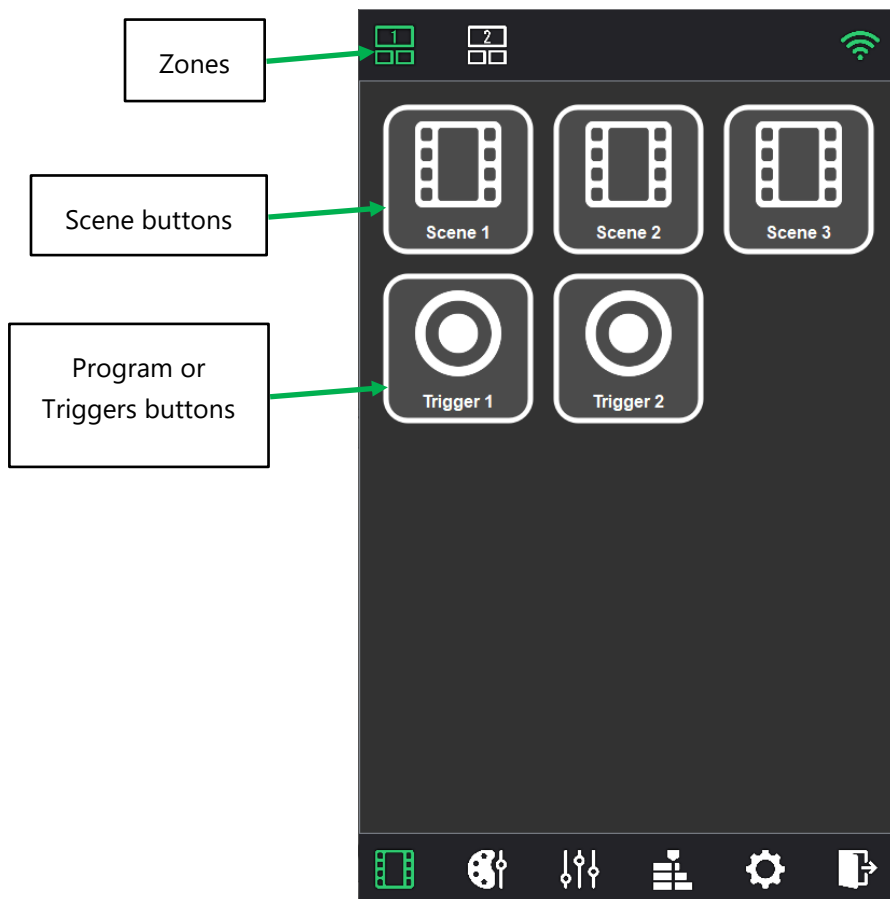 Zones
1
2
Scene buttons
Scene 1
Scene 2
Scene 3
Program or
Triggers buttons
Trigger 1
Trigger 2